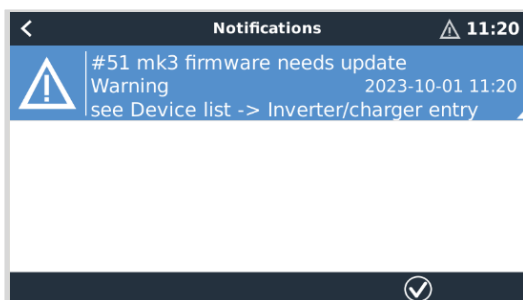 Notifications 11:20
#51 mk3 firmware needs update
Warning 2023-10-01 11:20
see Device list -> Inverter/charger entry